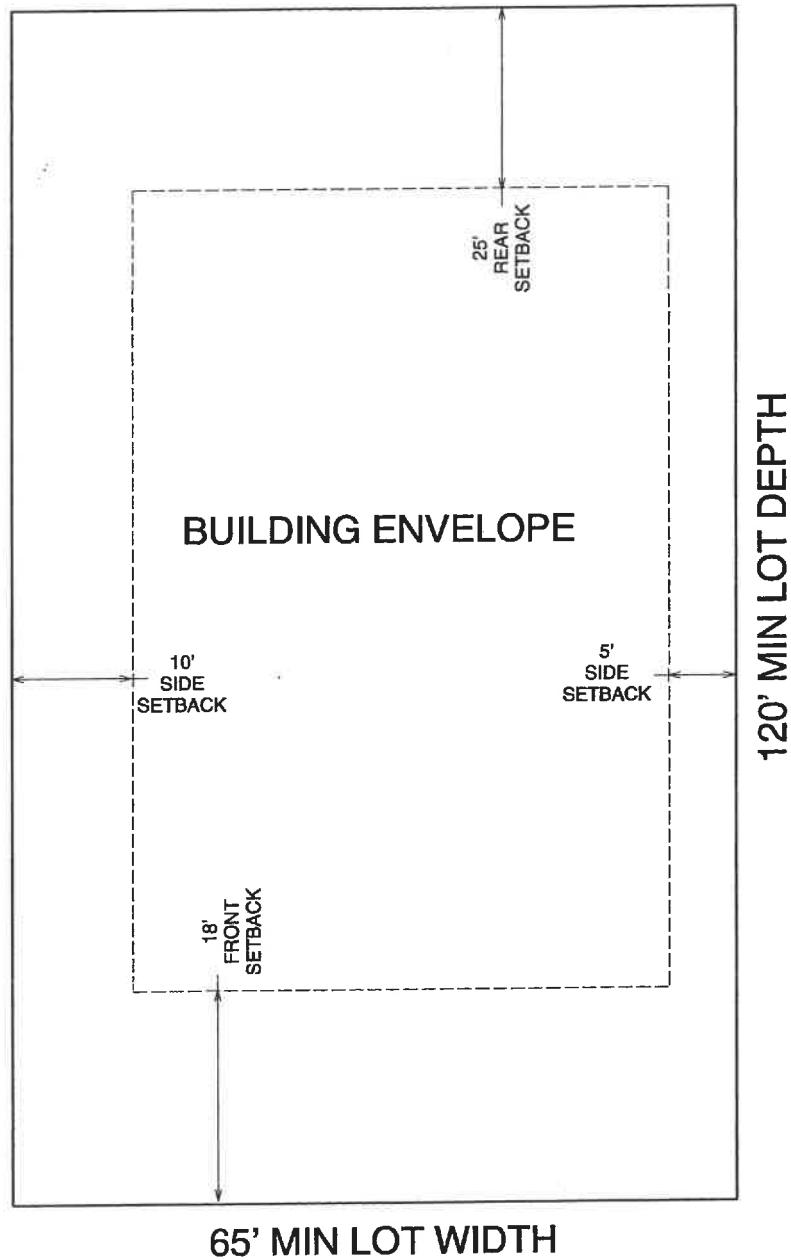 25'
REAR
SETBACK
BUILDING ENVELOPE
10'
SIDE
SETBACK
5'
SIDE
SETBACK
120' MIN LOT DEPTH
18'
FRONT
SETBACK
65' MIN LOT WIDTH